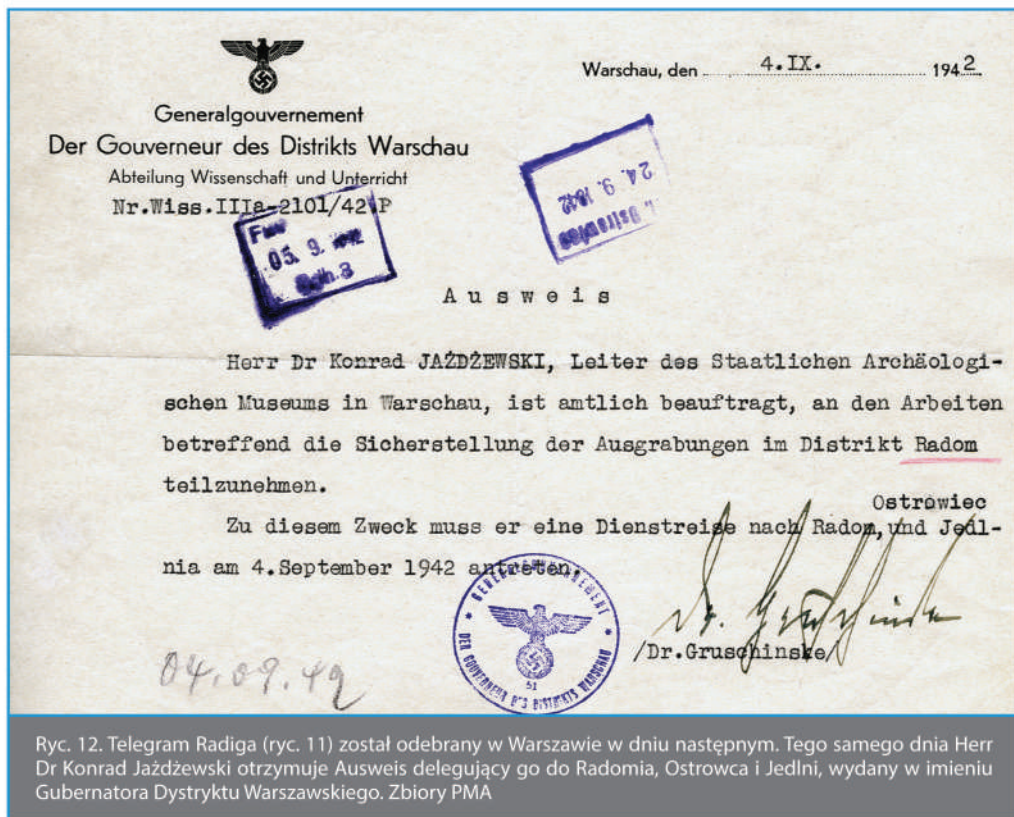 Warschau, den 4.IX. 1942
Generalgouvernement
Der Gouverneur des Distrikts Warschau
Abteilung Wissenschaft und Unterricht
Nr.Wiss.IIIa-2101/42.P
05. 9.
24. 9. 1942
Ostrowiec
Ausweis
Herr Dr Konrad JAŻDŻEWSKI, Leiter des Staatlichen Archäologi-
schen Museums in Warschau, ist amtlich beauftragt, an den Arbeiten
betreffend die Sicherstellung der Ausgrabungen im Distrikt Radom
teilzunehmen.
Ostrowiec
Zu diesem Zweck muss er eine Dienstreise nach Radom,und Jedl-
nia am 4.September 1942 antreten.
GENERALGOUVERNEMENT
DER GOUVERNEUR DES DISTRIKTS WARSCHAU
51
/Dr.Gruschinske/
04.09.42
Ryc. 12. Telegram Radiga (ryc. 11) został odebrany w Warszawie w dniu następnym. Tego samego dnia Herr
Dr Konrad Jażdżewski otrzymuje Ausweis delegujący go do Radomia, Ostrowca i Jedlni, wydany w imieniu
Gubernatora Dystryktu Warszawskiego. Zbiory PMA